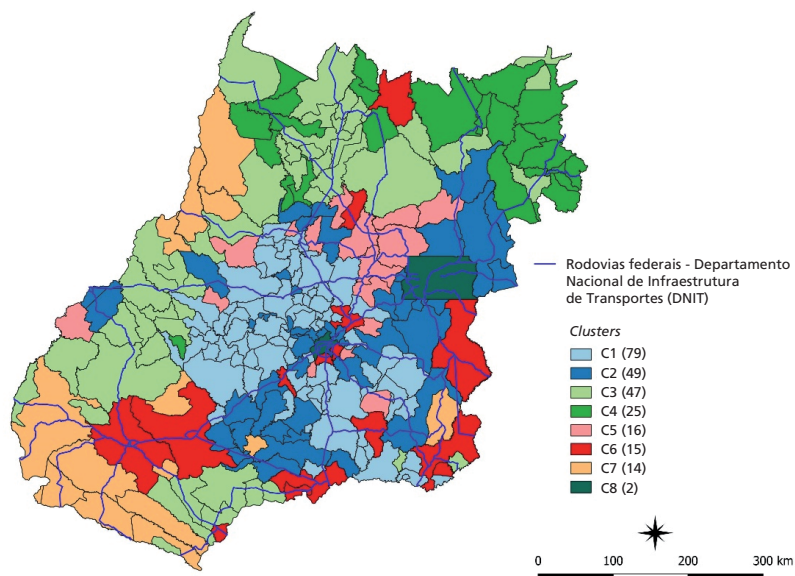 Rodovias federais - Departamento
Nacional de Infraestrutura
de Transportes (DNIT)
Clusters
C1 (79)
C2 (49)
C3 (47)
C4 (25)
C5 (16)
C6 (15)
C7 (14)
C8 (2)
0 100 200 300 km